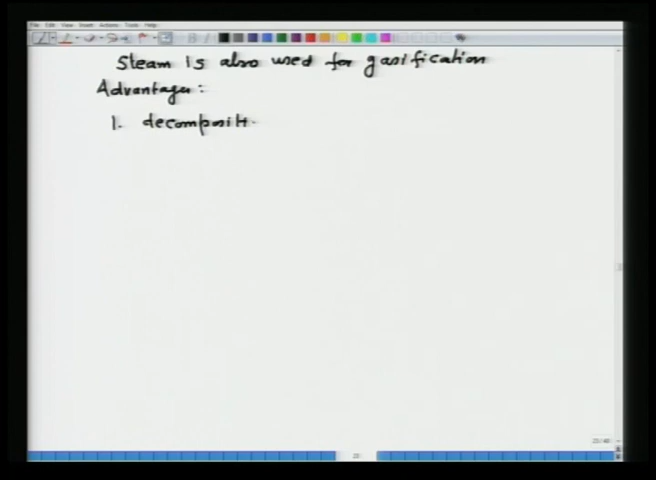 Steam is also used for gasification
Advantages:
1. decomposit